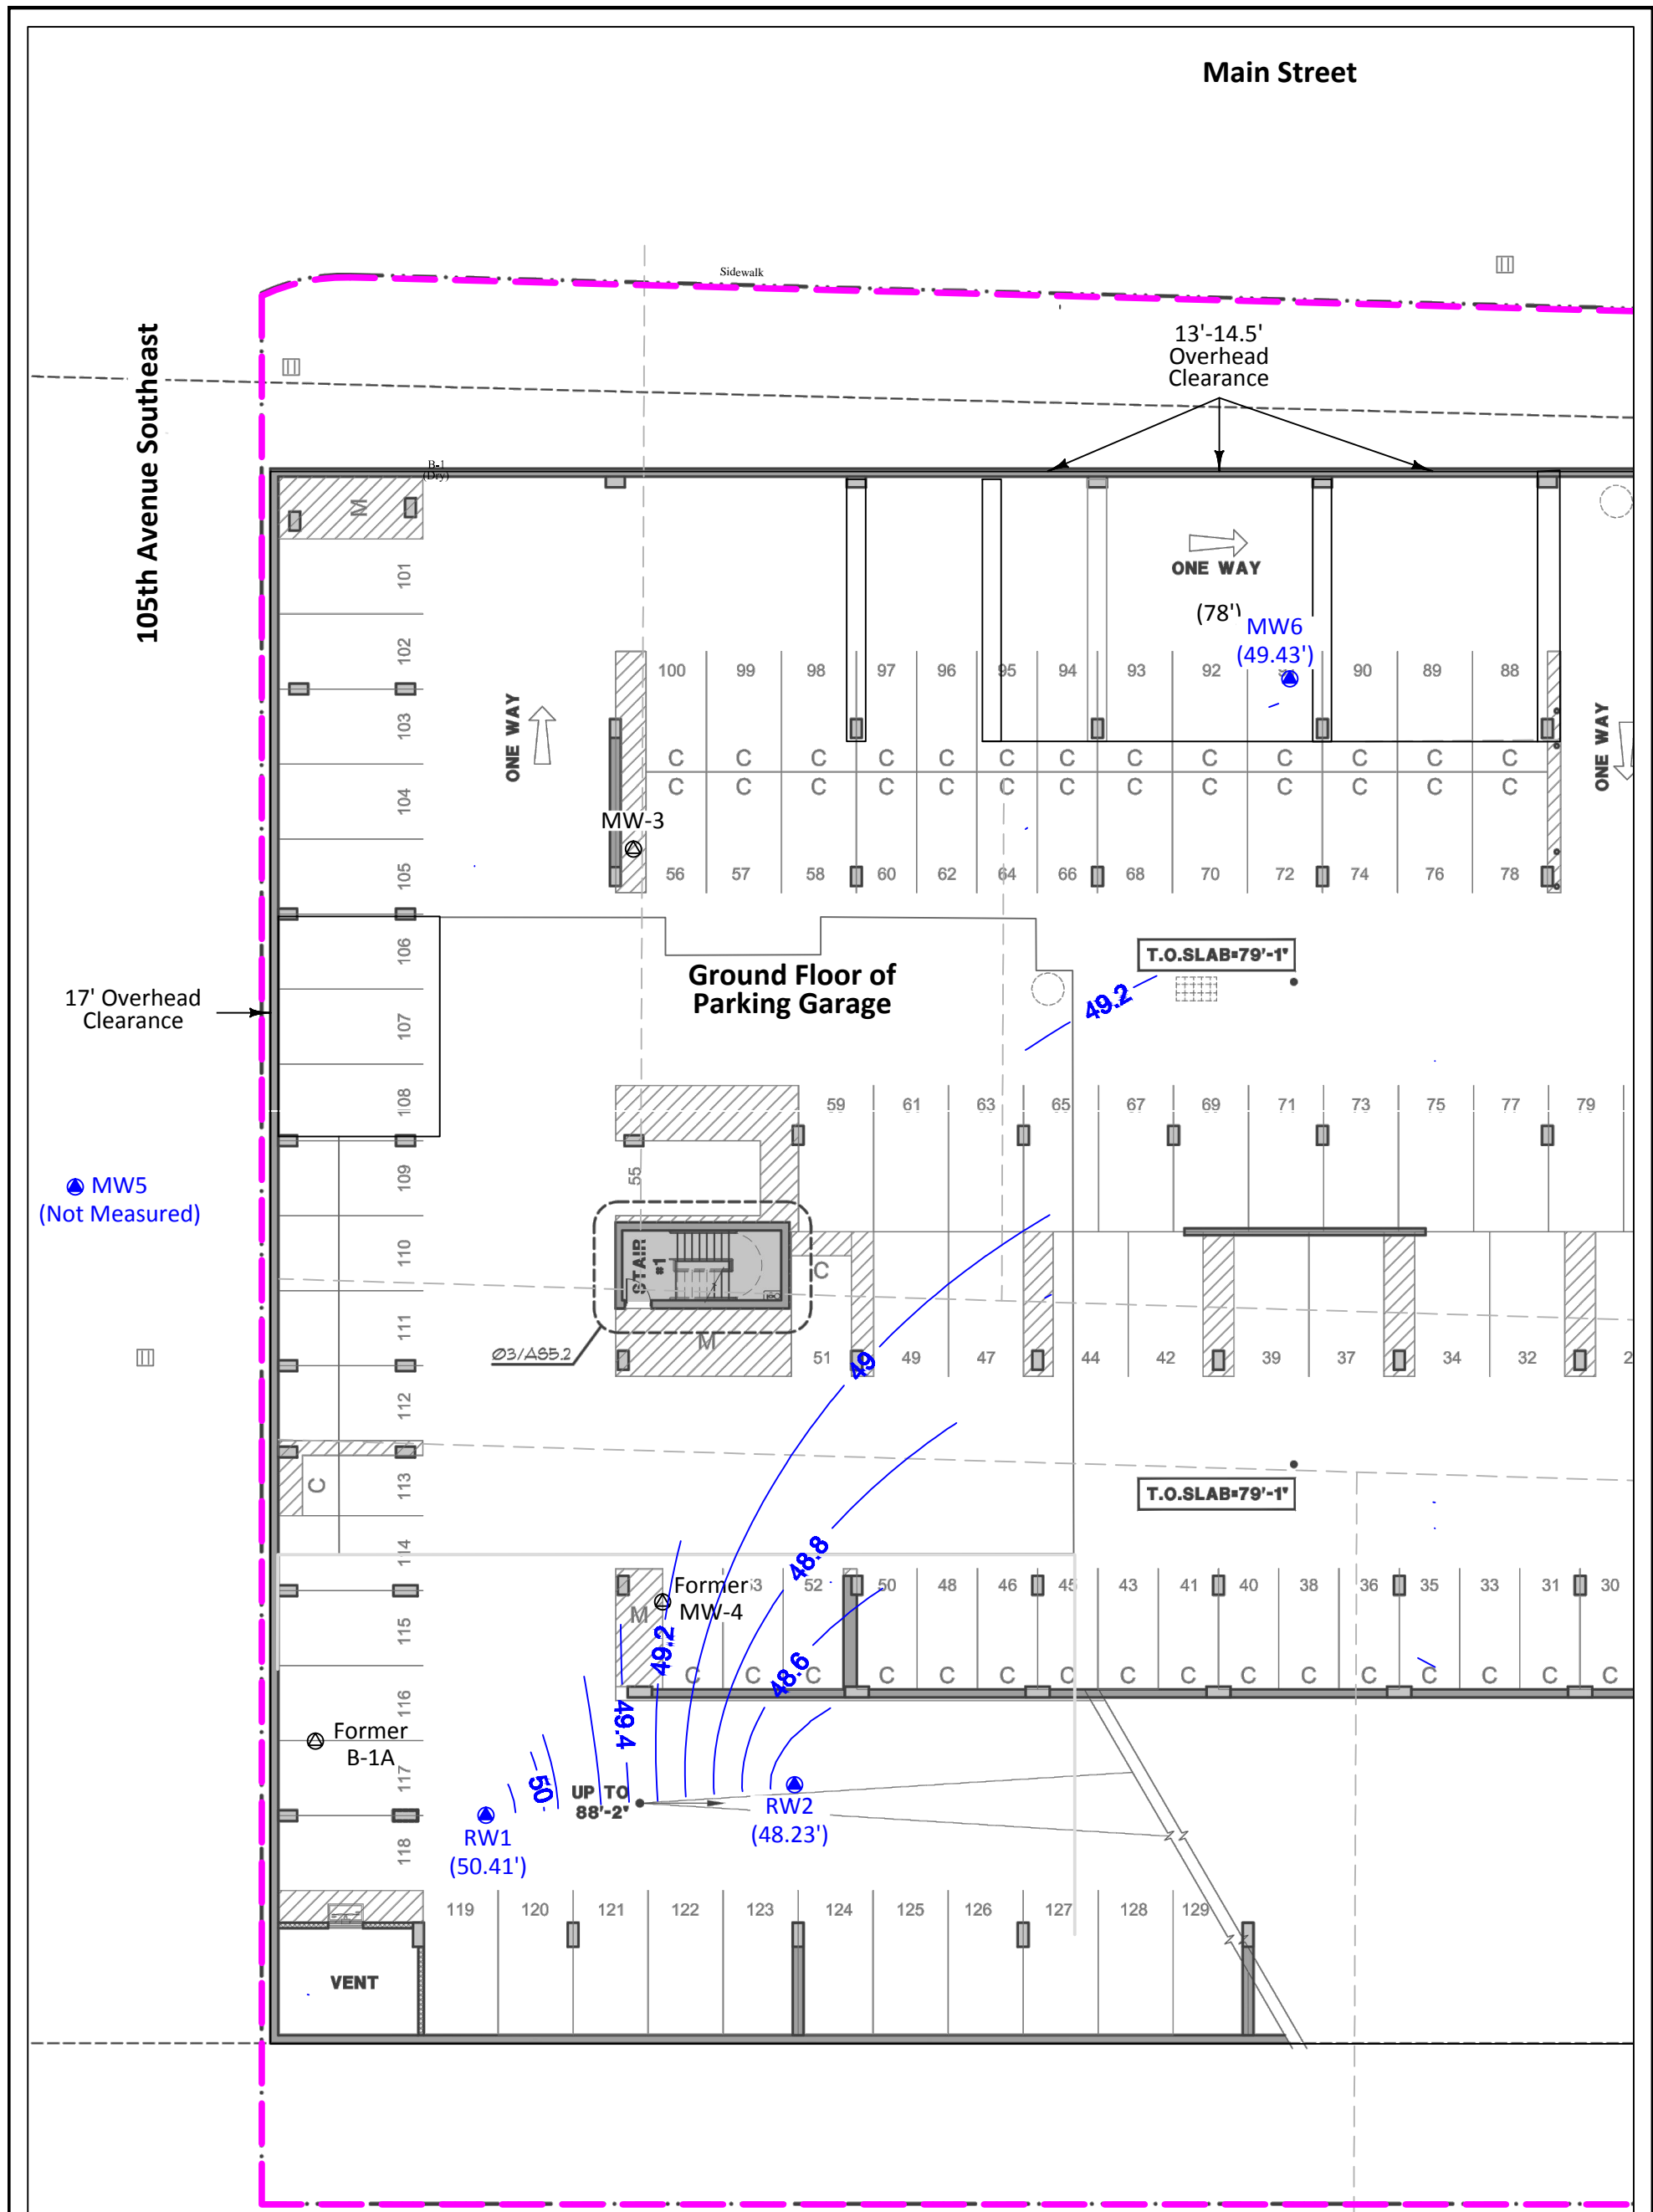 Main Street
Sidewalk
105th Avenue Southeast
13'-14.5'
Overhead
Clearance
B-1
(Dry)
M
ONE WAY
(78')
MW6
(49.43')
101
102
103
104
105
106
107
108
109
110
111
112
113
114
115
116
117
118
ONE WAY
ONE WAY
100 99 98 97 96 95 94 93 92 90 89 88
C C C C C C C C C C C C
C C C C C C C C C C C C
MW-3
56 57 58 60 62 64 66 68 70 72 74 76 78
T.O.SLAB=79'-1"
Ground Floor of
Parking Garage
49.2
17' Overhead
Clearance
59 61 63 65 67 69 71 73 75 77 79
55
MW5
(Not Measured)
STAIR
#1
C
M
Ø3/AS5.2
51 49 47 44 42 39 37 34 32
49
C
T.O.SLAB=79'-1"
48.8
Former
MW-4
M
52 50 48 46 45 43 41 40 38 36 35 33 31 30
49.2
48.6
C C C C C C C C C C C C C
49.4
Former
B-1A
50
UP TO
88'-2"
RW1
(50.41')
RW2
(48.23')
119 120 121 122 123 124 125 126 127 128 129
VENT